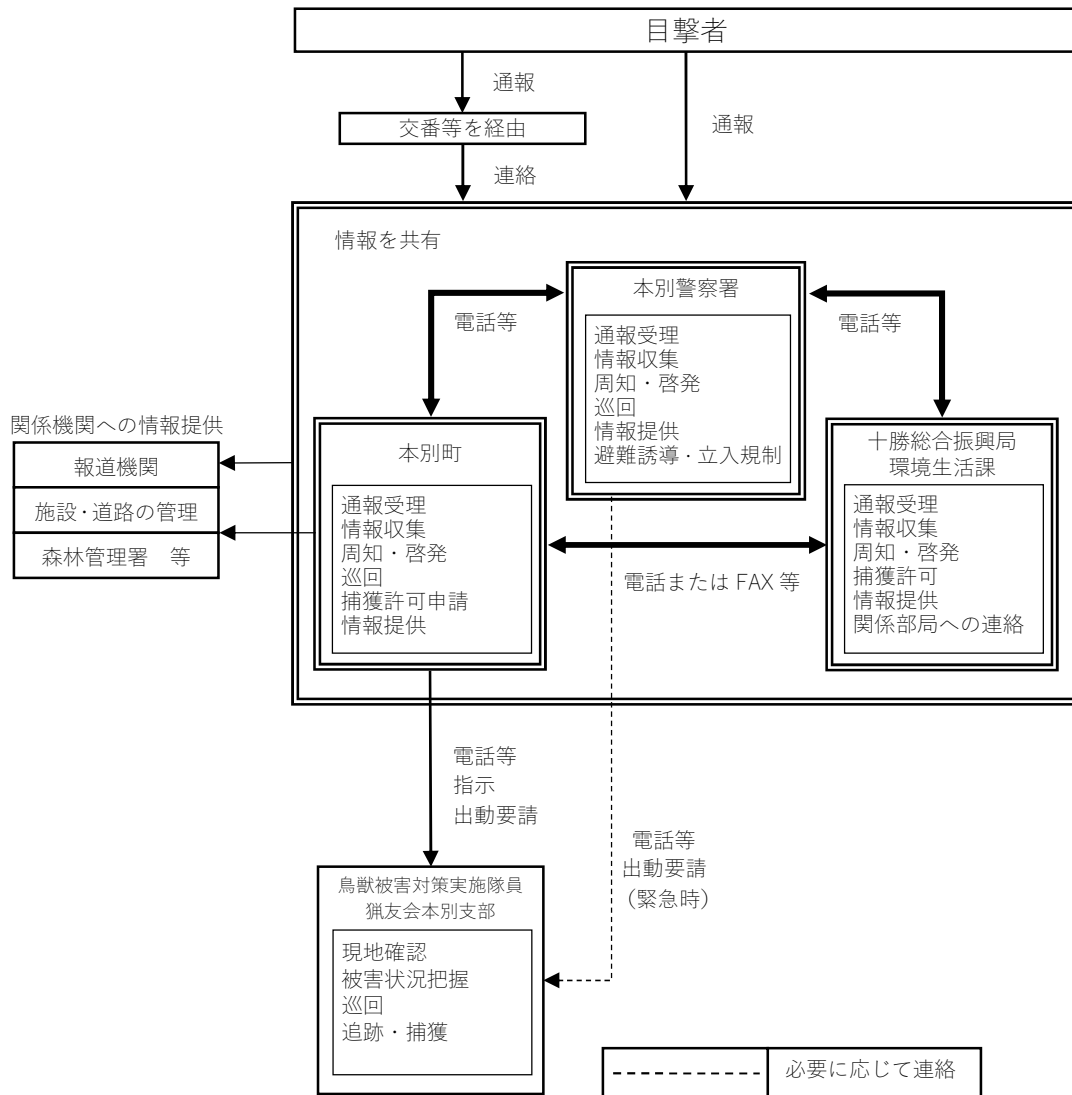 目撃者
通報
通報
交番等を経由
連絡
情報を共有
本別警察署
電話等
電話等
通報受理
情報収集
周知・啓発
巡回
情報提供
避難誘導・立入規制
関係機関への情報提供
報道機関
施設・道路の管理
森林管理署 等
本別町
通報受理
情報収集
周知・啓発
巡回
捕獲許可申請
情報提供
十勝総合振興局
環境生活課
通報受理
情報収集
周知・啓発
捕獲許可
情報提供
関係部局への連絡
電話または FAX 等
電話等
指示
出動要請
電話等
出動要請
(緊急時)
鳥獣被害対策実施隊員
猟友会本別支部
現地確認
被害状況把握
巡回
追跡・捕獲
必要に応じて連絡